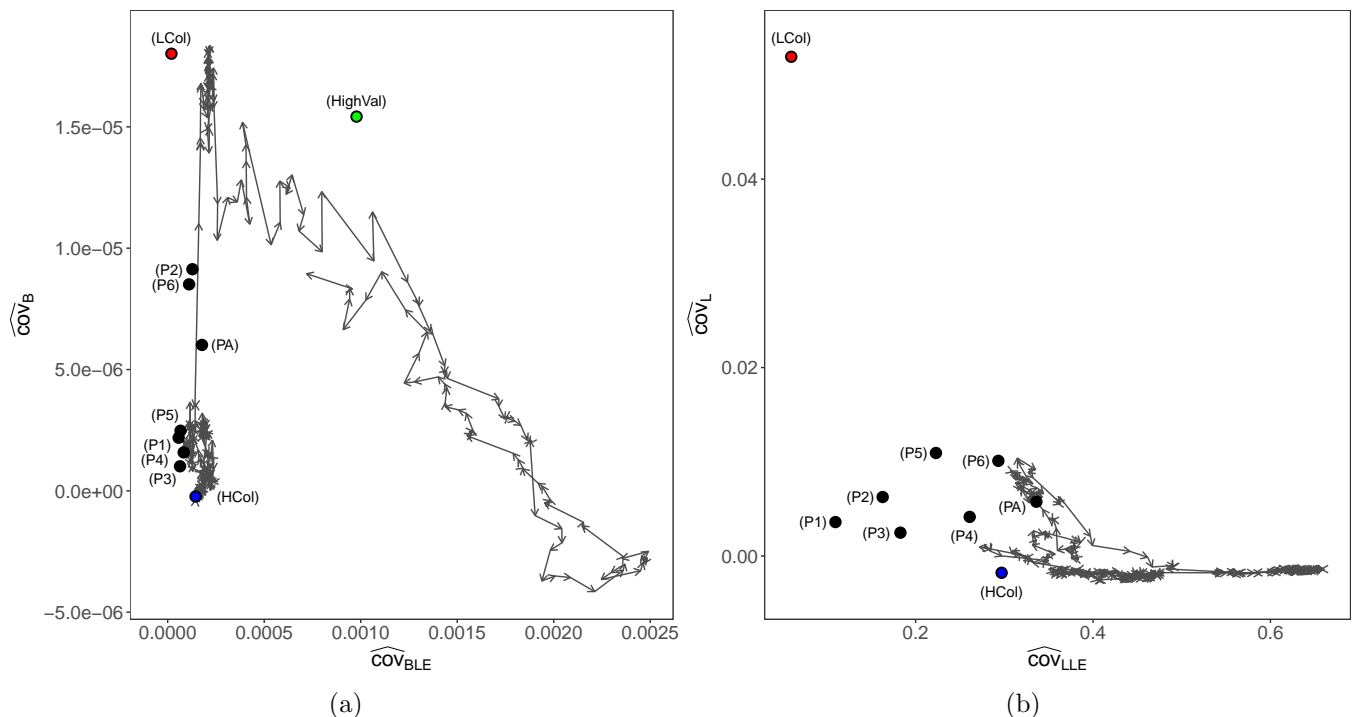 (LCol)
(HighVal)
(P2)
(P6)
(PA)
(P5)
(P1)
(P4)
(P3)
(HCol)
1.5e−05
1.0e−05
5.0e−06
0.0e+00
−5.0e−06
0.0000 0.0005 0.0010 0.0015 0.0020 0.0025
cov_B
cov_BLE
(a)
(LCol)
(P5)
(P6)
(P2)
(PA)
(P1)
(P3)
(P4)
(HCol)
0.04
0.02
0.00
0.2 0.4 0.6
cov_L
cov_LLE
(b)